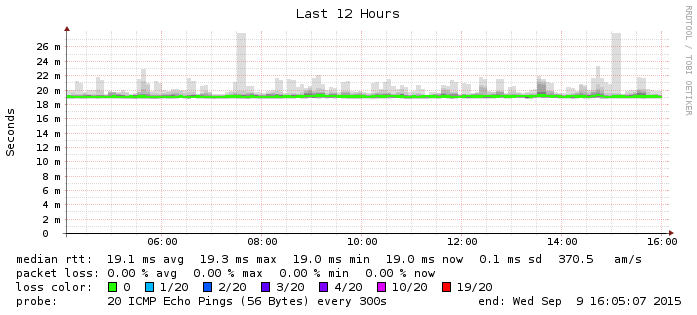 Last 12 Hours
RRDTOOL / TOBI OETIKER
Seconds
26 m
24 m
22 m
20 m
18 m
16 m
14 m
12 m
10 m
8 m
6 m
4 m
2 m
0
06:00 08:00 10:00 12:00 14:00 16:00
median rtt: 19.1 ms avg 19.3 ms max 19.0 ms min 19.0 ms now 0.1 ms sd 370.5 am/s
packet loss: 0.00 % avg 0.00 % max 0.00 % min 0.00 % now
loss color: 0 1/20 2/20 3/20 4/20 10/20 19/20
probe: 20 ICMP Echo Pings (56 Bytes) every 300s end: Wed Sep 9 16:05:07 2015